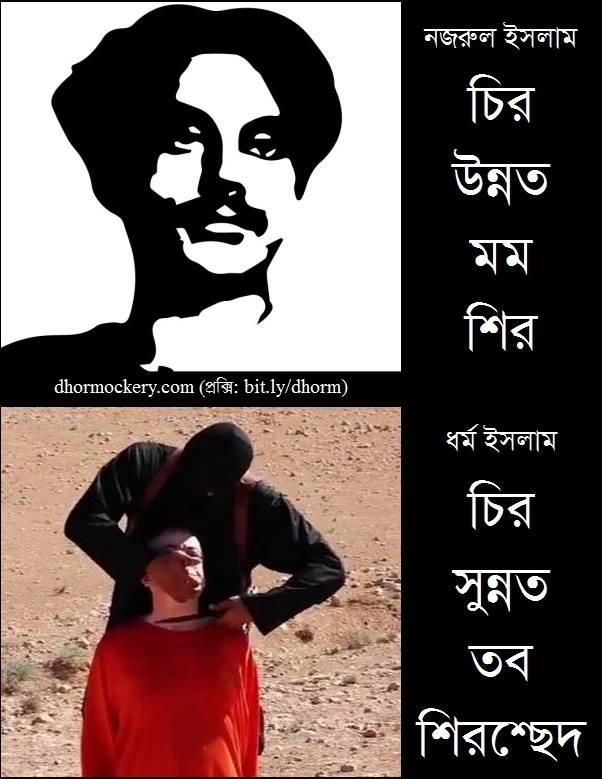 নজরুল ইসলাম
চির
উন্নত
মম
শির
dhormockery.com (প্রক্সি: bit.ly/dhorm)
ধর্ম ইসলাম
চির
সুন্নত
তব
শিরশ্ছেদ